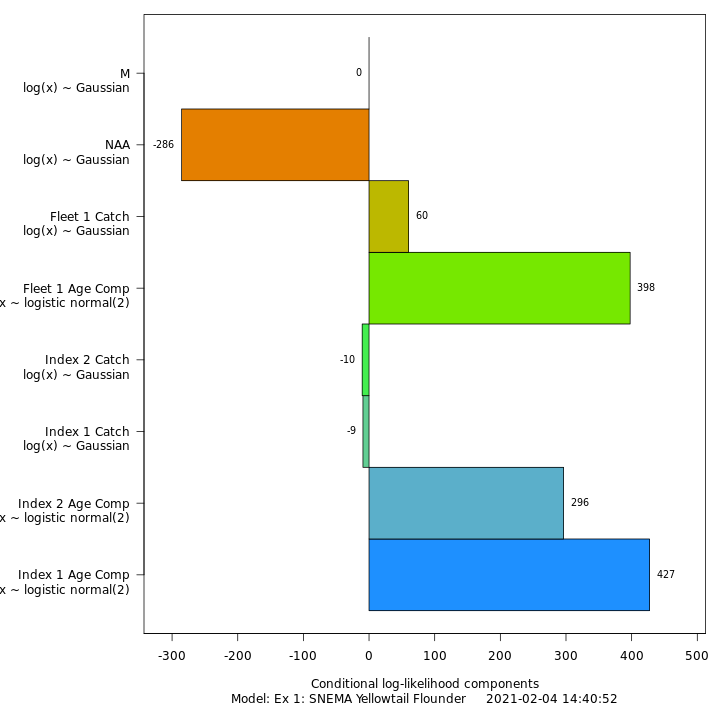 M
log(x) ~ Gaussian
0
NAA
log(x) ~ Gaussian
-286
Fleet 1 Catch
log(x) ~ Gaussian
60
Fleet 1 Age Comp
x ~ logistic normal(2)
398
Index 2 Catch
log(x) ~ Gaussian
-10
Index 1 Catch
log(x) ~ Gaussian
-9
Index 2 Age Comp
x ~ logistic normal(2)
296
Index 1 Age Comp
x ~ logistic normal(2)
427
-300 -200 -100 0 100 200 300 400 500
Conditional log-likelihood components
Model: Ex 1: SNEMA Yellowtail Flounder 2021-02-04 14:40:52